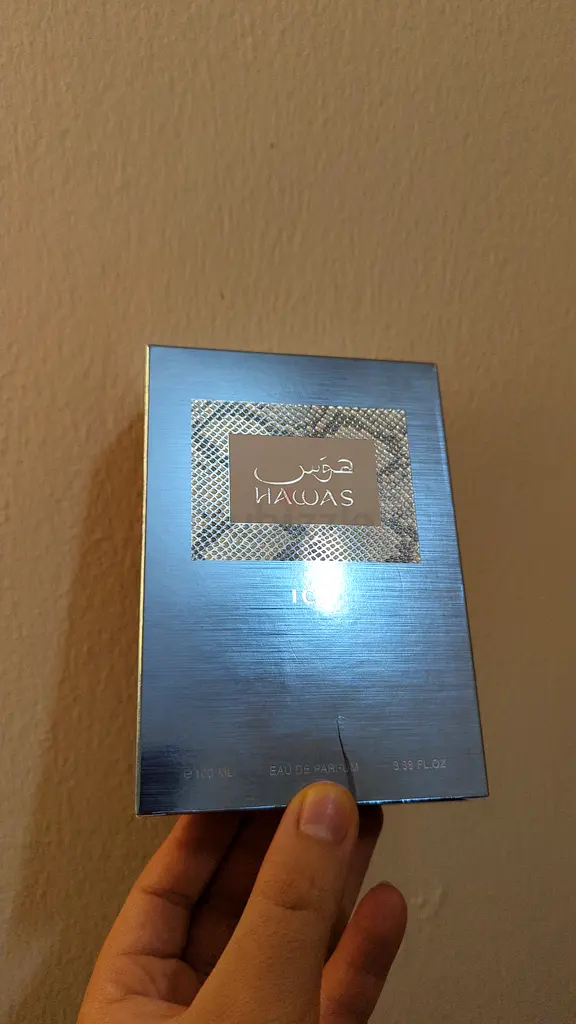 هوس
HAWAS
℮ 100 ML EAU DE PARFUM 3.38 FL.OZ